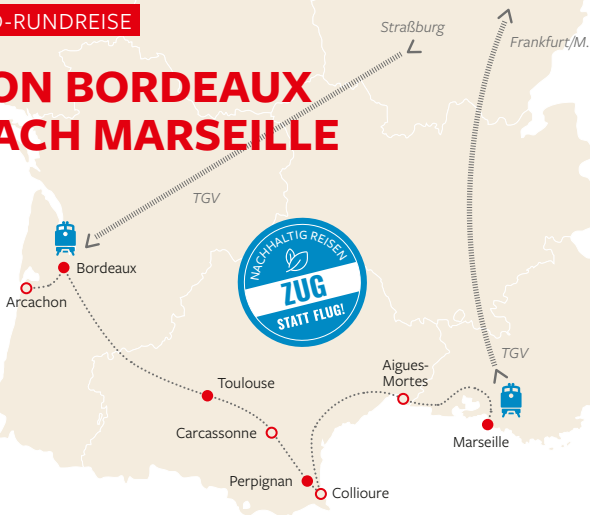 -RUNDREISE
ON BORDEAUX
ACH MARSEILLE
Straßburg
Frankfurt/M.
TGV
NACHHALTIG REISEN
ZUG
STATT FLUG!
Bordeaux
Arcachon
TGV
Aigues-
Mortes
Toulouse
Carcassonne
Marseille
Perpignan
Collioure